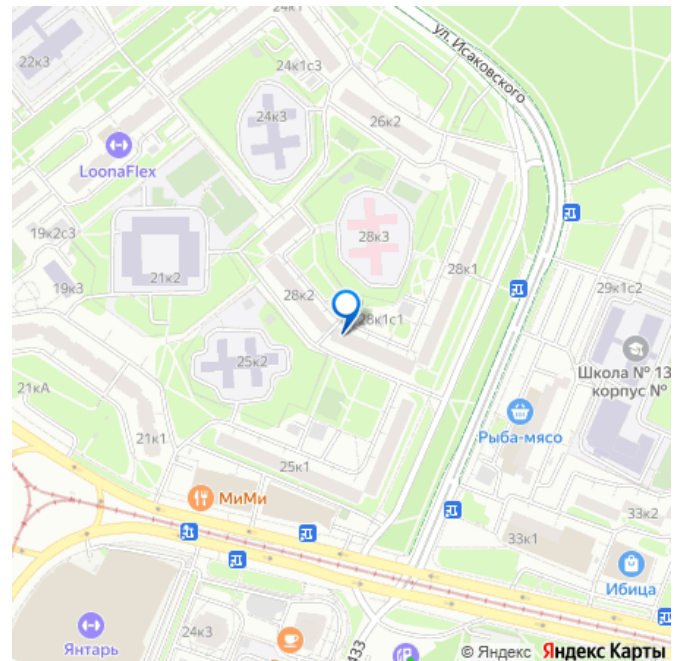 24к1
ул. Исаковского
22к3
24к1с3
24к3
26к2
LoonaFlex
19к2с3
28к3
21к2
28к1
19к3
28к2
29к1с2
28к1с1
Школа № 13
корпус №
25к2
21кА
Рыба-мясо
21к1
25к1
МиМи
33к2
33к1
Ибица
24к3
Янтарь
433
© Яндекс Яндекс Карты